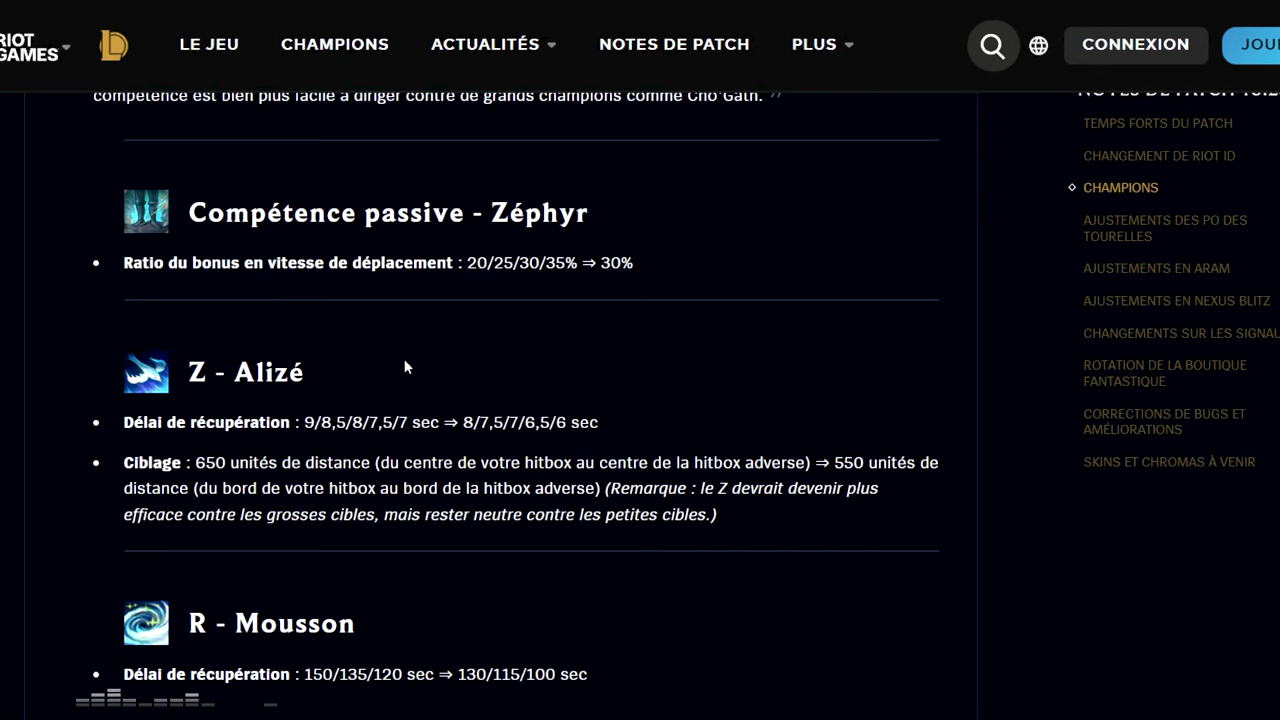 RIOT
GAMES
LE JEU
CHAMPIONS
ACTUALITÉS
NOTES DE PATCH
PLUS
CONNEXION
compétence est bien plus facile à diriger contre de grands champions comme Cho'Gath. "
Compétence passive - Zéphyr
Ratio du bonus en vitesse de déplacement : 20/25/30/35% ⇒ 30%
Z - Alizé
Délai de récupération : 9/8,5/8/7,5/7 sec ⇒ 8/7,5/7/6,5/6 sec
Ciblage : 650 unités de distance (du centre de votre hitbox au centre de la hitbox adverse) ⇒ 550 unités de
distance (du bord de votre hitbox au bord de la hitbox adverse) (Remarque : le Z devrait devenir plus
efficace contre les grosses cibles, mais rester neutre contre les petites cibles.)
R - Mousson
Délai de récupération : 150/135/120 sec ⇒ 130/115/100 sec
NOTES DE PATCH
TEMPS FORTS DU PATCH
CHANGEMENT DE RIOT ID
CHAMPIONS
AJUSTEMENTS DES PO DES
TOURELLES
AJUSTEMENTS EN ARAM
AJUSTEMENTS EN NEXUS BLITZ
CHANGEMENTS SUR LES SIGNAU
ROTATION DE LA BOUTIQUE
FANTASTIQUE
CORRECTIONS DE BUGS ET
AMÉLIORATIONS
SKINS ET CHROMAS À VENIR